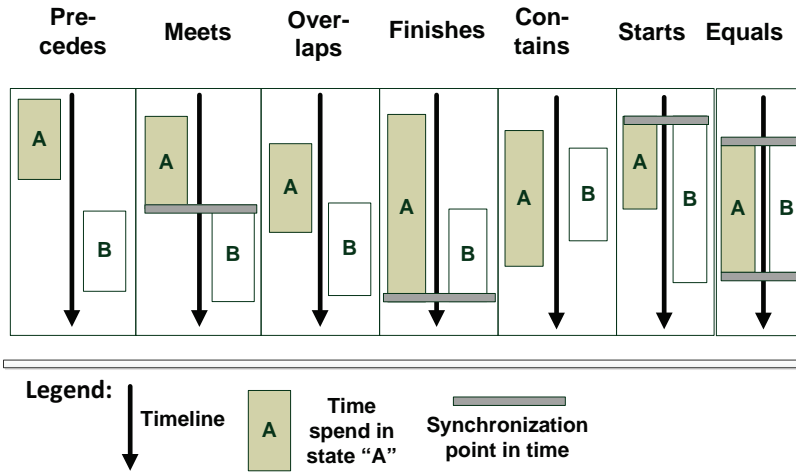 Pre-
cedes
Meets
Over-
laps
Finishes
Con-
tains
Starts
Equals
A
B
A
B
A
B
A
B
A
B
A
B
A
B
Legend:
Timeline
A
Time
spend in
state “A”
Synchronization
point in time